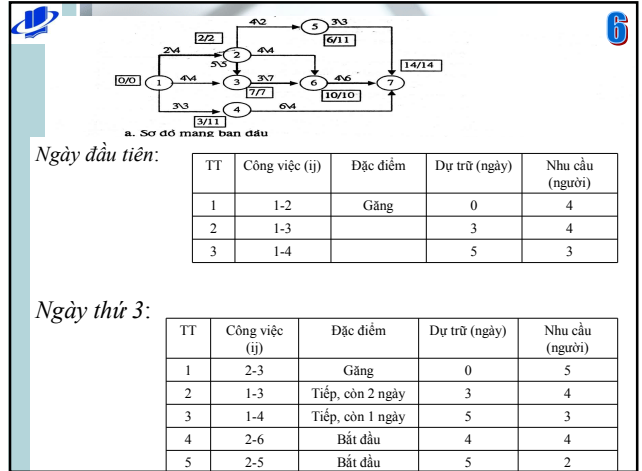 6
4\2
5
3\3
2/2
6/11
2\4
2
4\4
14/14
5\5
0/0
1
4\4
3
3\7
6
4\6
7
7/7
10/10
3\3
4
6\4
3/11
a. Sơ đồ mạng ban đầu
Ngày đầu tiên:
TT Công việc (ij) Đặc điểm Dự trữ (ngày) Nhu cầu (người)
1 1-2 Găng 0 4
2 1-3 3 4
3 1-4 5 3
Ngày thứ 3:
TT Công việc (ij) Đặc điểm Dự trữ (ngày) Nhu cầu (người)
1 2-3 Găng 0 5
2 1-3 Tiếp, còn 2 ngày 3 4
3 1-4 Tiếp, còn 1 ngày 5 3
4 2-6 Bắt đầu 4 4
5 2-5 Bắt đầu 5 2